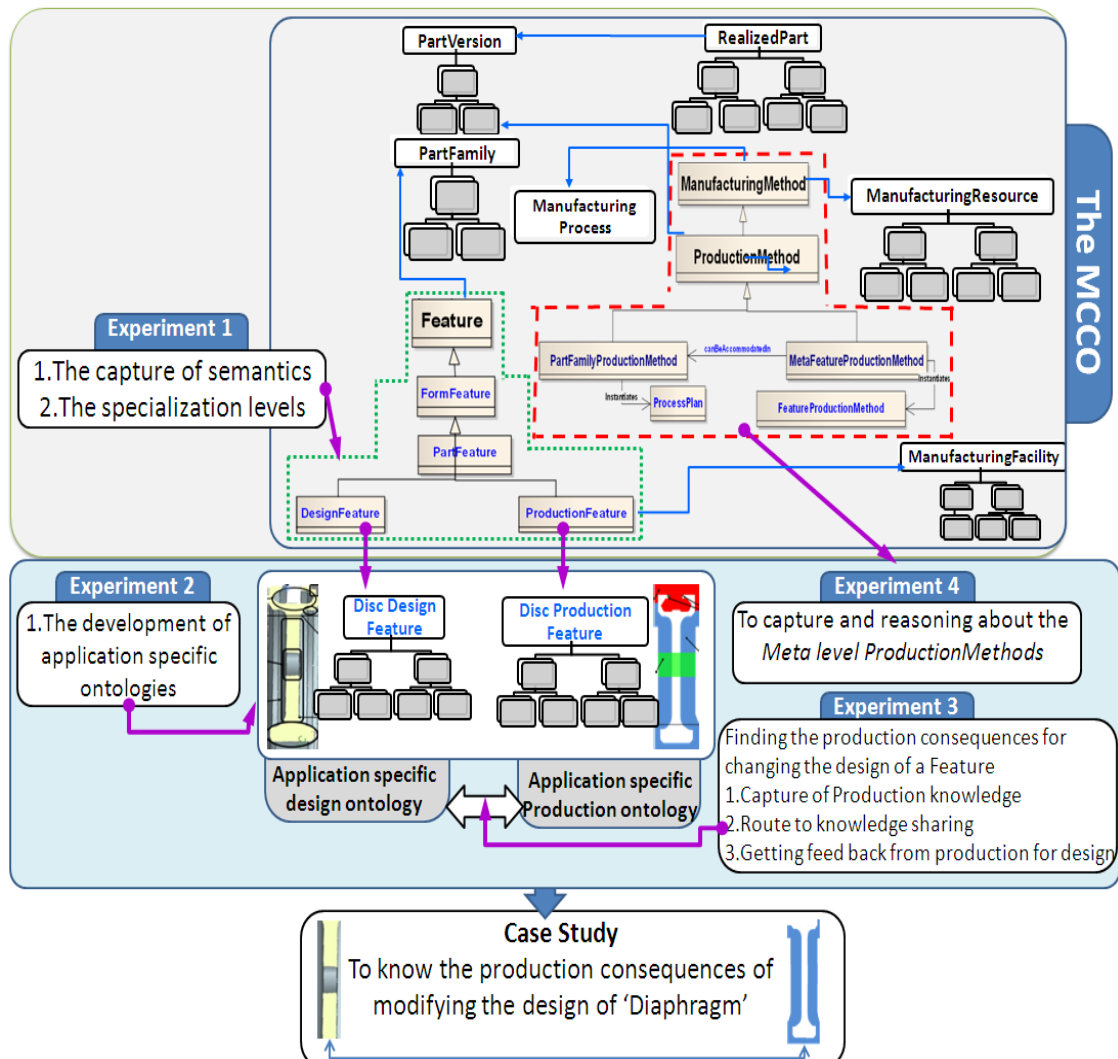 PartVersion
RealizedPart
PartFamily
ManufacturingMethod
Manufacturing
Process
ManufacturingResource
The MCCO
ProductionMethod
Experiment 1
1.The capture of semantics
2.The specialization levels
Feature
FormFeature
PartFeature
DesignFeature
ProductionFeature
PartFamilyProductionMethod
canBeAccommodatedIn
MetaFeatureProductionMethod
Instantiates
ProcessPlan
Instantiates
FeatureProductionMethod
ManufacturingFacility
Experiment 2
1.The development of
application specific
ontologies
Disc Design
Feature
Disc Production
Feature
Application specific
design ontology
Application specific
Production ontology
Experiment 4
To capture and reasoning about the
Meta level ProductionMethods
Experiment 3
Finding the production consequences for
changing the design of a Feature
1.Capture of Production knowledge
2.Route to knowledge sharing
3.Getting feed back from production for design
Case Study
To know the production consequences of
modifying the design of ‘Diaphragm’